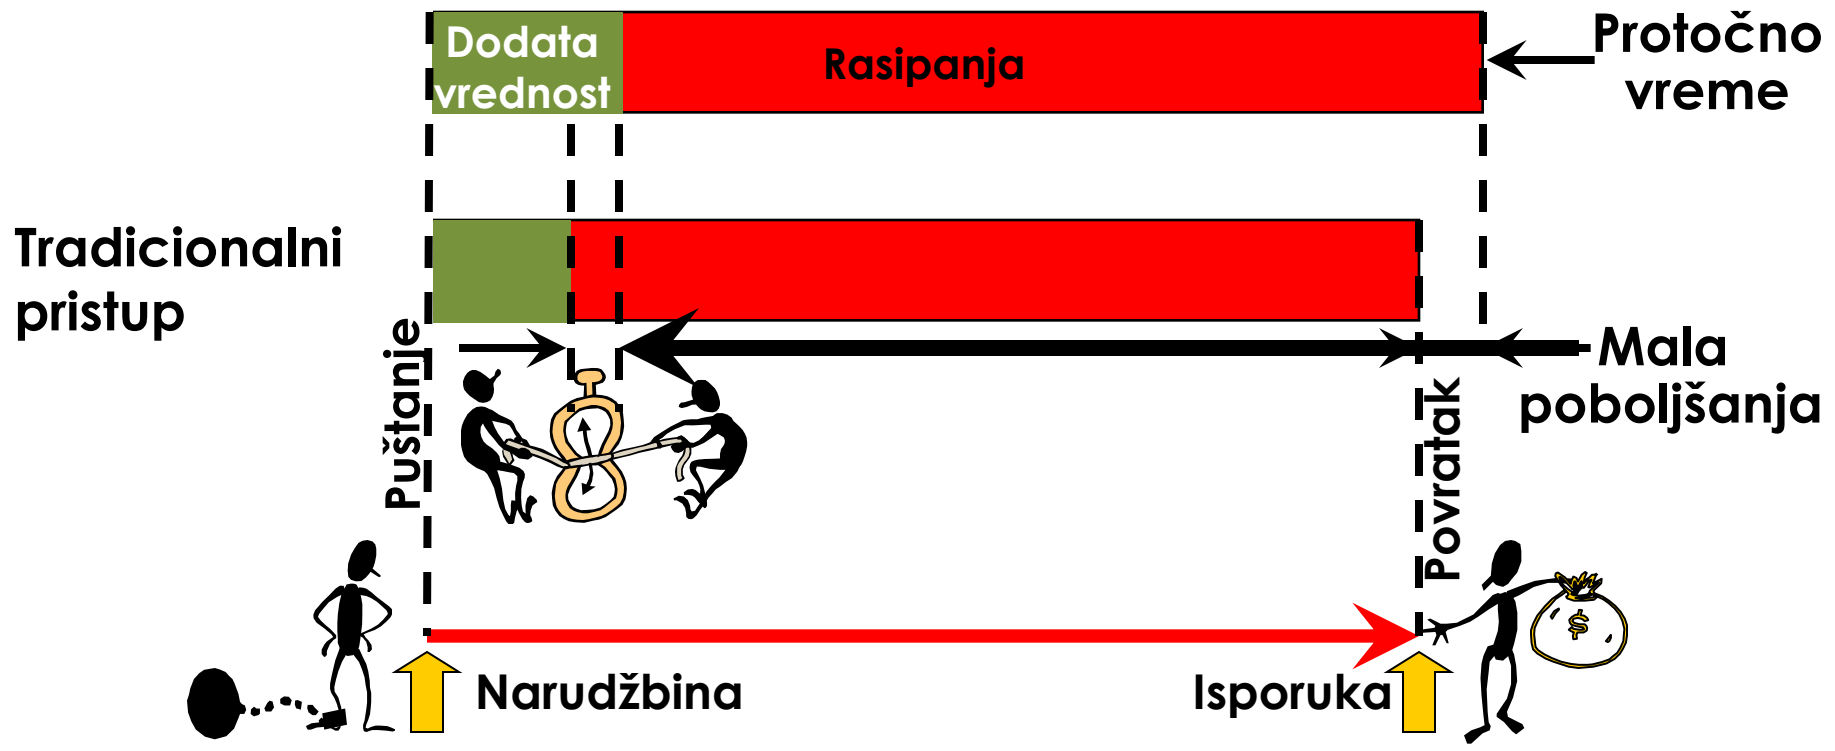 Dodata
vrednost
Rasipanja
Protočno
vreme
Tradicionalni
pristup
Puštanje
Mala
poboljšanja
Povratak
$
Narudžbina
Isporuka